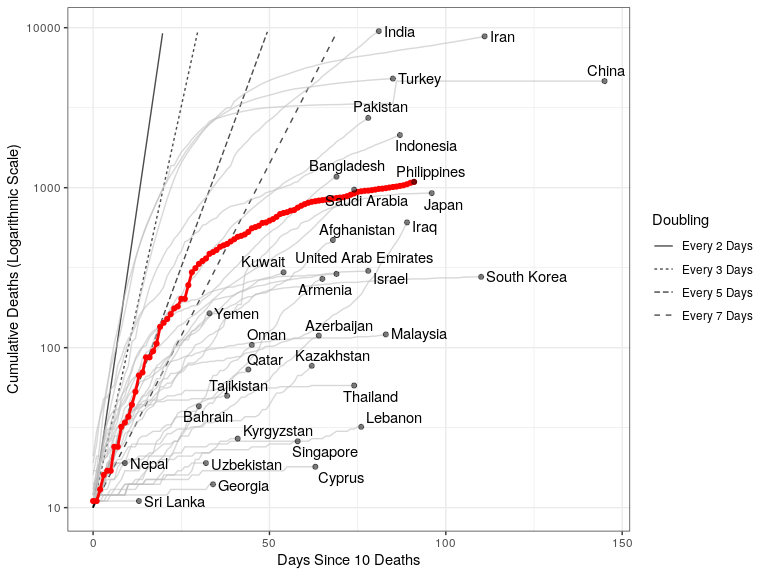 10000
1000
100
10
Cumulative Deaths (Logarithmic Scale)
India
Iran
China
Turkey
Pakistan
Indonesia
Bangladesh
Philippines
Saudi Arabia
Japan
Iraq
Afghanistan
Kuwait
United Arab Emirates
Israel
South Korea
Armenia
Yemen
Azerbaijan
Oman
Malaysia
Qatar
Kazakhstan
Tajikistan
Thailand
Bahrain
Lebanon
Kyrgyzstan
Singapore
Nepal
Uzbekistan
Cyprus
Georgia
Sri Lanka
0
50
100
150
Days Since 10 Deaths
Doubling
Every 2 Days
Every 3 Days
Every 5 Days
Every 7 Days